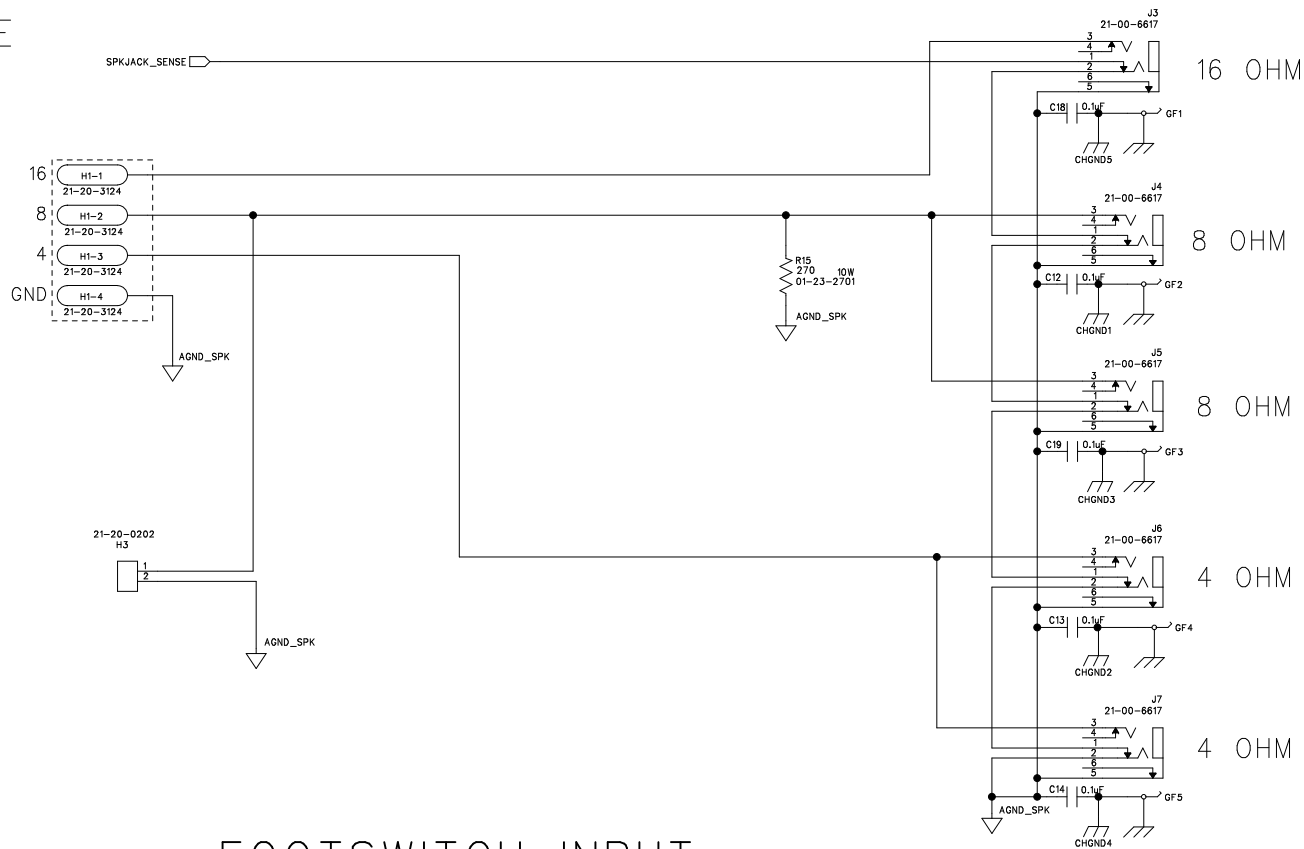 E
SPKJACK_SENSE
J3
21-00-6617
3
4
1
2
6
5
16 OHM
C18
0.1uF
GF1
CHGND5
16
H1-1
21-20-3124
8
H1-2
21-20-3124
4
H1-3
21-20-3124
GND
H1-4
21-20-3124
AGND_SPK
R15
270
10W
01-23-2701
AGND_SPK
J4
21-00-6617
3
4
1
2
6
5
8 OHM
C12
0.1uF
GF2
CHGND1
J5
21-00-6617
3
4
1
2
6
5
8 OHM
C19
0.1uF
GF3
CHGND3
21-20-0202
H3
1
2
AGND_SPK
J6
21-00-6617
3
4
1
2
6
5
4 OHM
C13
0.1uF
GF4
CHGND2
J7
21-00-6617
3
4
1
2
6
5
4 OHM
AGND_SPK
C14
0.1uF
GF5
CHGND4
FOOTSWITCH INPUT